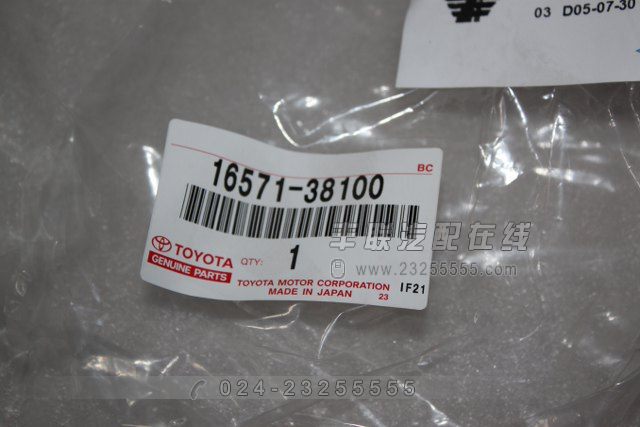 03 D05-07-30
BC
16571-38100
TOYOTA
GENUINE PARTS
QTY:
1
TOYOTA MOTOR CORPORATION
MADE IN JAPAN
23
IF21
车联汽配在线
www.23255555.com
024-23255555